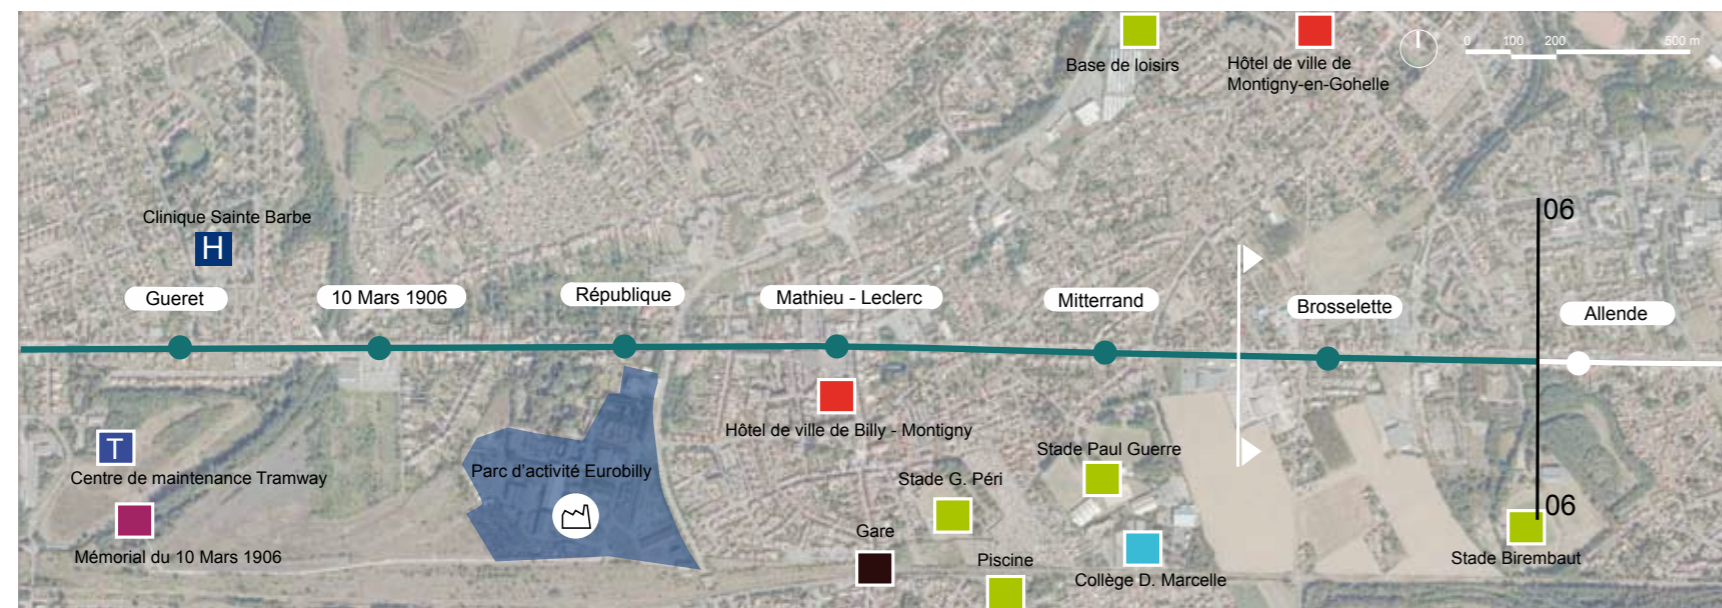 Base de loisirs
Hôtel de ville de
Montigny-en-Gohelle
0 100 200 500 m
Clinique Sainte Barbe
H
06
Gueret
10 Mars 1906
République
Mathieu - Leclerc
Mitterrand
Brosselette
Allende
Hôtel de ville de Billy - Montigny
T
Centre de maintenance Tramway
Parc d'activité Eurobilly
Stade G. Péri
Stade Paul Guerre
06
Mémorial du 10 Mars 1906
Gare
Piscine
Collège D. Marcelle
Stade Birembaut